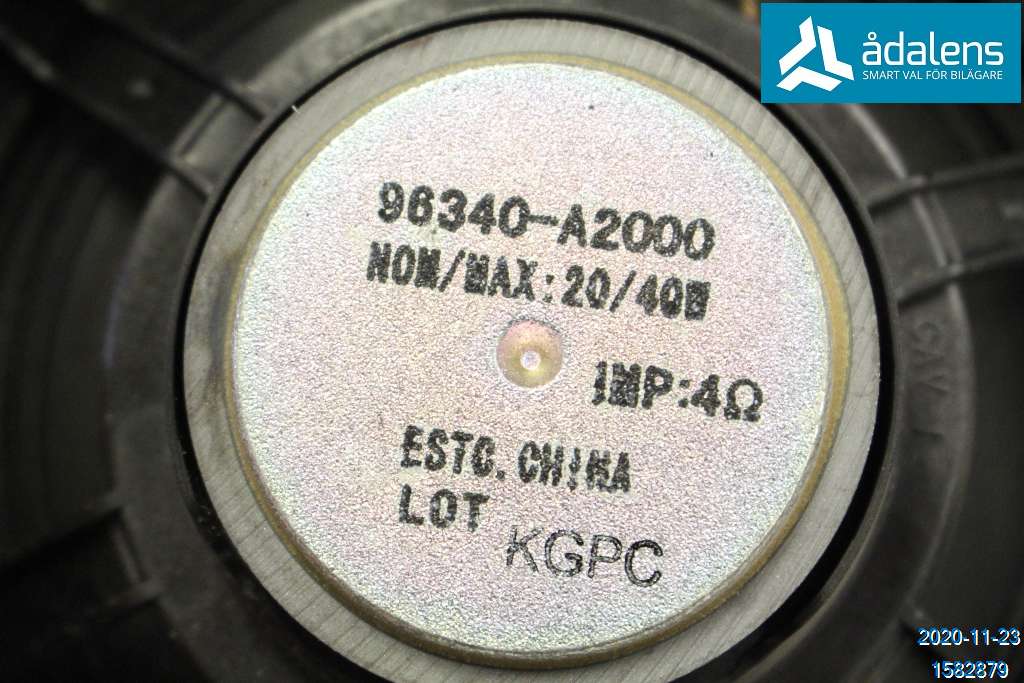 ådalens
SMART VAL FÖR BILÄGARE
96340-A2000
NOM/MAX:20/40W
IMP:4Ω
ESTC.CHINA
LOT
KGPC
2020-11-23
1582879